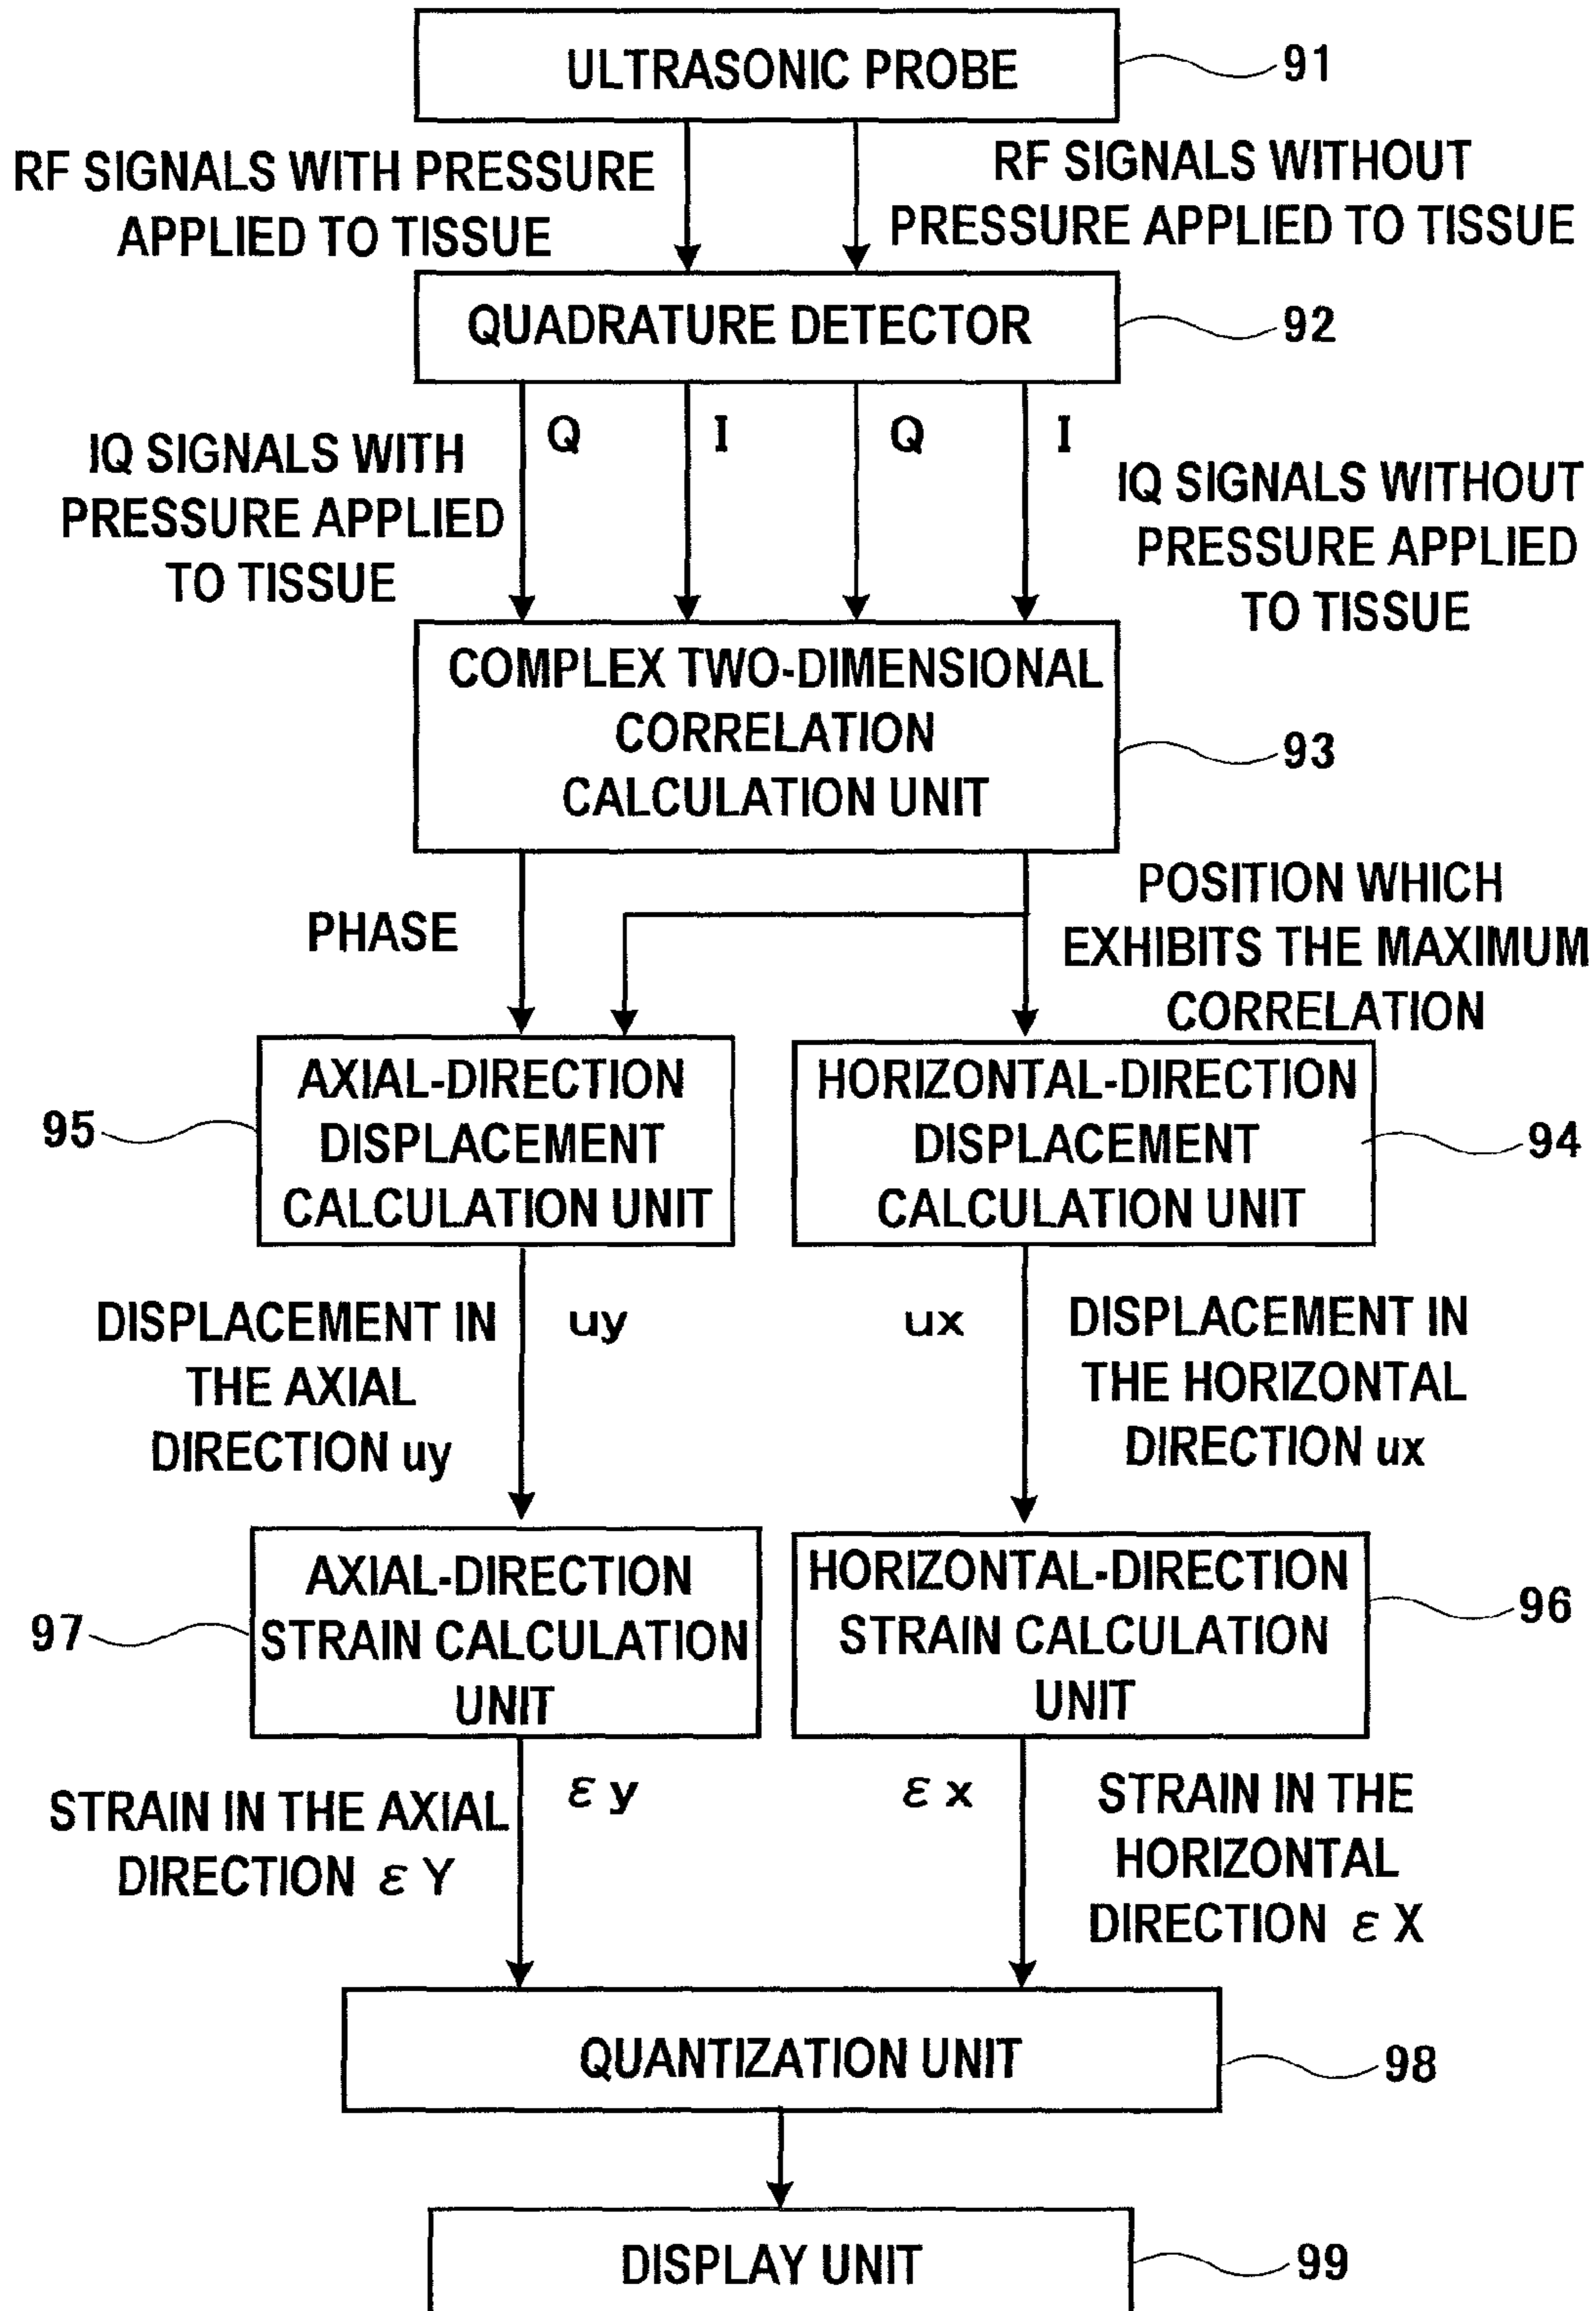 ULTRASONIC PROBE
91
RF SIGNALS WITH PRESSURE
APPLIED TO TISSUE
RF SIGNALS WITHOUT
PRESSURE APPLIED TO TISSUE
QUADRATURE DETECTOR
92
Q
I
Q
I
IQ SIGNALS WITH
PRESSURE APPLIED
TO TISSUE
IQ SIGNALS WITHOUT
PRESSURE APPLIED
TO TISSUE
COMPLEX TWO-DIMENSIONAL
CORRELATION
CALCULATION UNIT
93
PHASE
POSITION WHICH
EXHIBITS THE MAXIMUM
CORRELATION
95
AXIAL-DIRECTION
DISPLACEMENT
CALCULATION UNIT
HORIZONTAL-DIRECTION
DISPLACEMENT
CALCULATION UNIT
94
DISPLACEMENT IN
THE AXIAL
DIRECTION uy
uy
ux
DISPLACEMENT IN
THE HORIZONTAL
DIRECTION ux
97
AXIAL-DIRECTION
STRAIN CALCULATION
UNIT
HORIZONTAL-DIRECTION
STRAIN CALCULATION
UNIT
96
STRAIN IN THE AXIAL
DIRECTION ε Y
ε y
ε x
STRAIN IN THE
HORIZONTAL
DIRECTION ε X
QUANTIZATION UNIT
98
DISPLAY UNIT
99